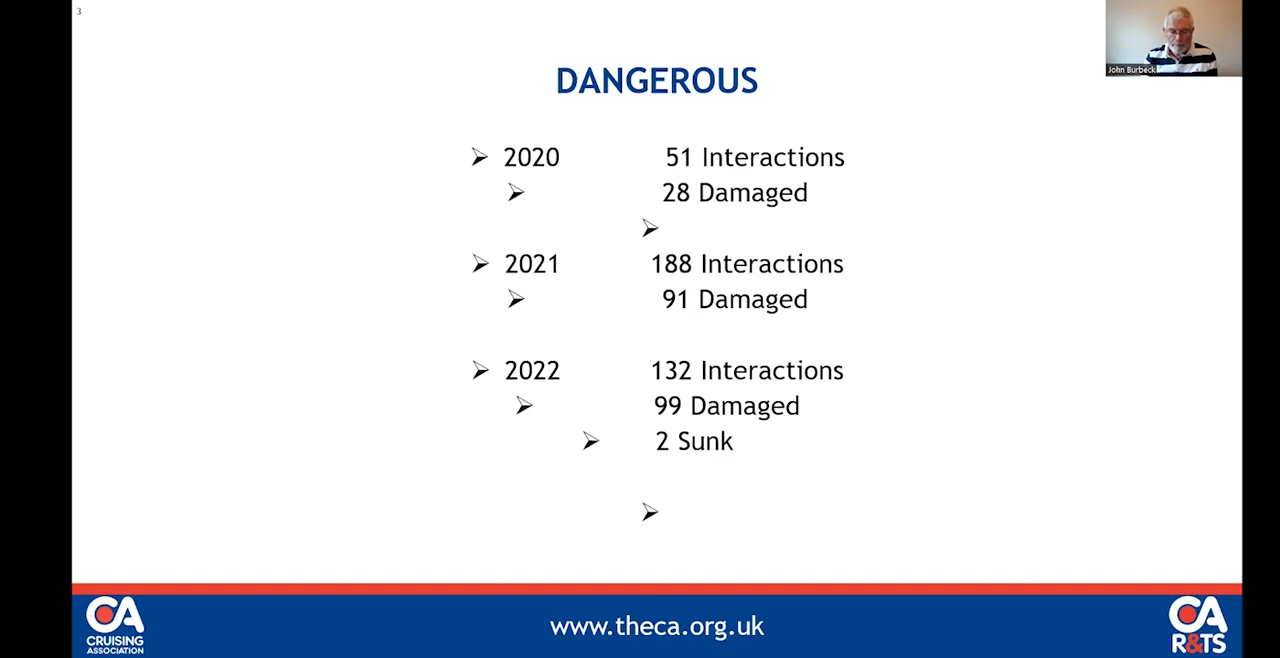 3
John Burbeck
DANGEROUS
➢ 2020 51 Interactions
➢ 28 Damaged
➢
➢ 2021 188 Interactions
➢ 91 Damaged
➢ 2022 132 Interactions
➢ 99 Damaged
➢ 2 Sunk
➢
CA
CRUISING
ASSOCIATION
www.theca.org.uk
CA
R&TS